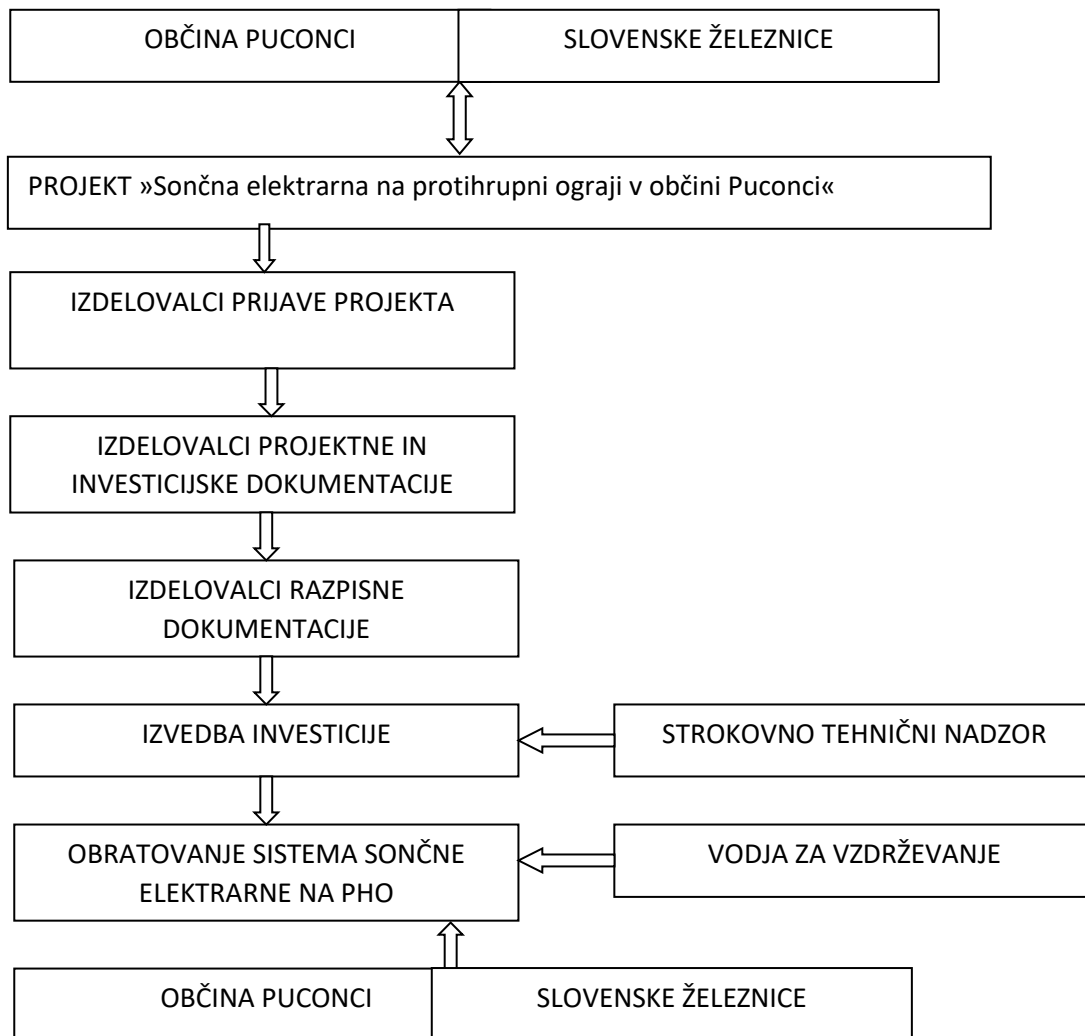 OBČINA PUCONCI
SLOVENSKE ŽELEZNICE
PROJEKT »Sončna elektrarna na protihrupni ograji v občini Puconci«
IZDELOVALCI PRIJAVE PROJEKTA
IZDELOVALCI PROJEKTNE IN
INVESTICIJSKE DOKUMENTACIJE
IZDELOVALCI RAZPISNE
DOKUMENTACIJE
IZVEDBA INVESTICIJE
STROKOVNO TEHNIČNI NADZOR
OBRATOVANJE SISTEMA SONČNE
ELEKTRARNE NA PHO
VODJA ZA VZDRŽEVANJE
OBČINA PUCONCI
SLOVENSKE ŽELEZNICE